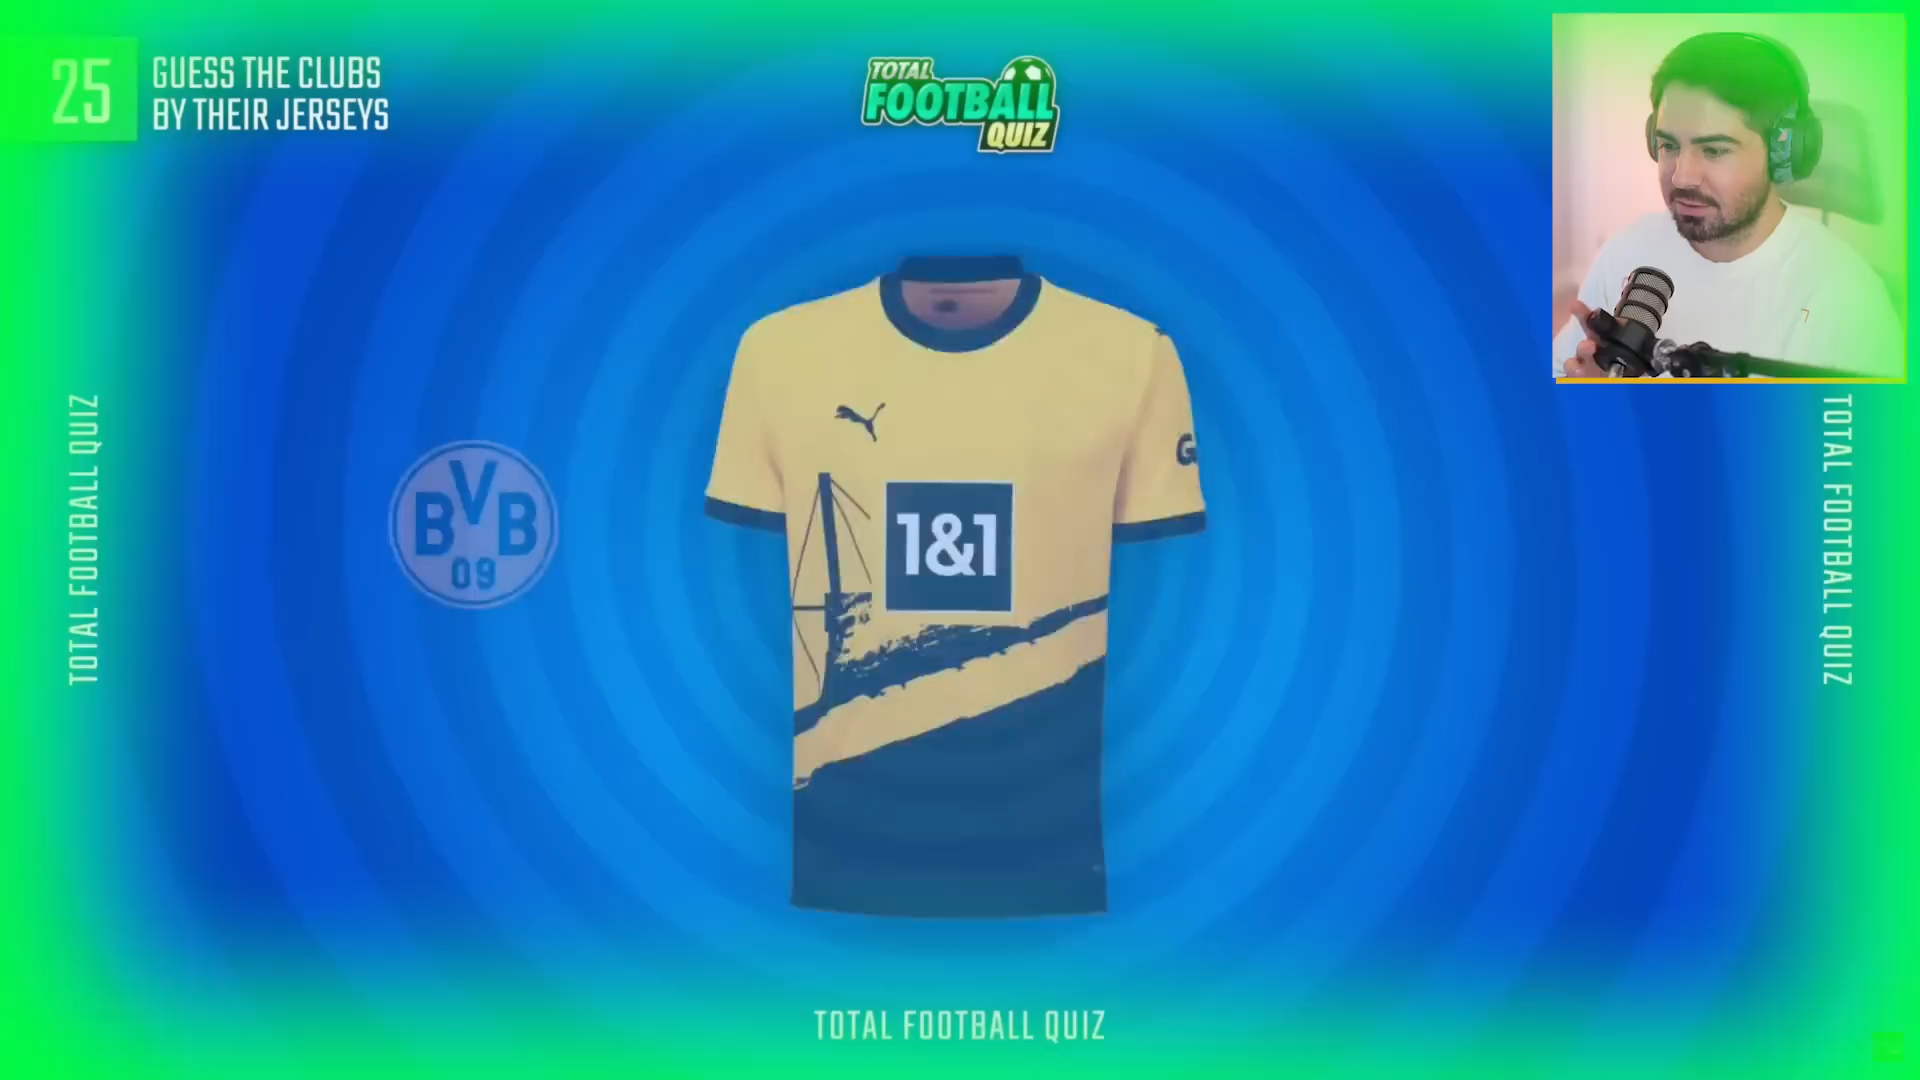 25
GUESS THE CLUBS
BY THEIR JERSEYS
TOTAL
FOOTBALL
QUIZ
TOTAL FOOTBALL QUIZ
BVB
09
1&1
G
TOTAL FOOTBALL QUIZ
TOTAL FOOTBALL QUIZ